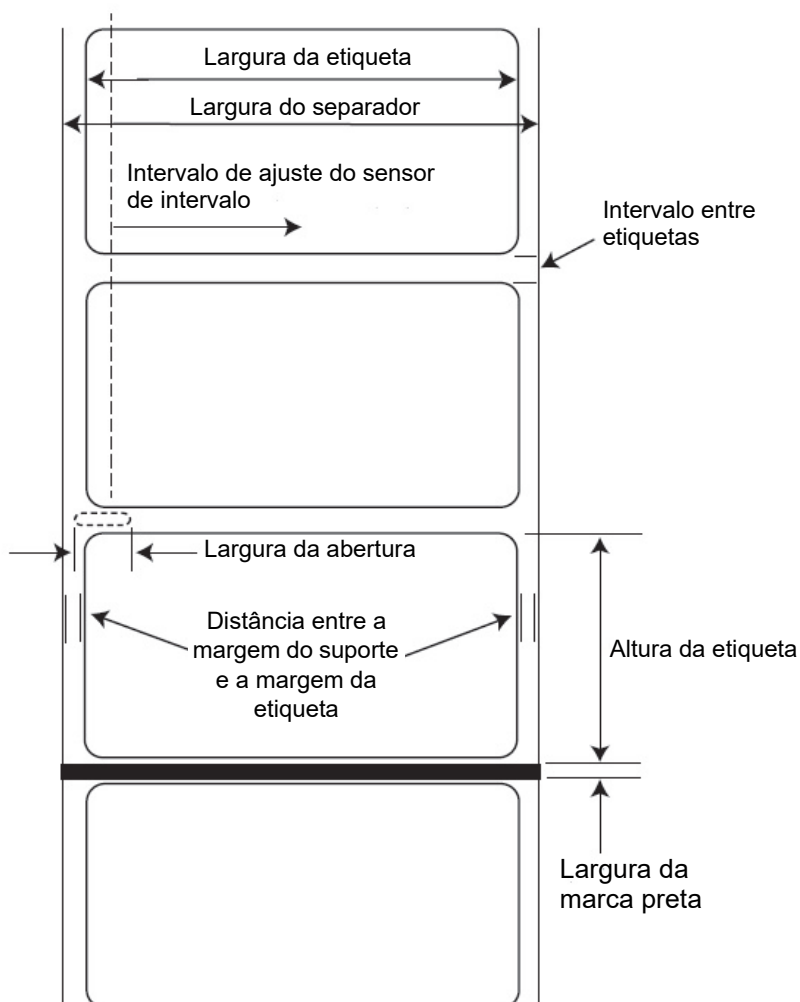 Largura da etiqueta
Largura do separador
Intervalo de ajuste do sensor
de intervalo
Intervalo entre
etiquetas
Largura da abertura
Distância entre a
margem do suporte
e a margem da
etiqueta
Altura da etiqueta
Largura da
marca preta